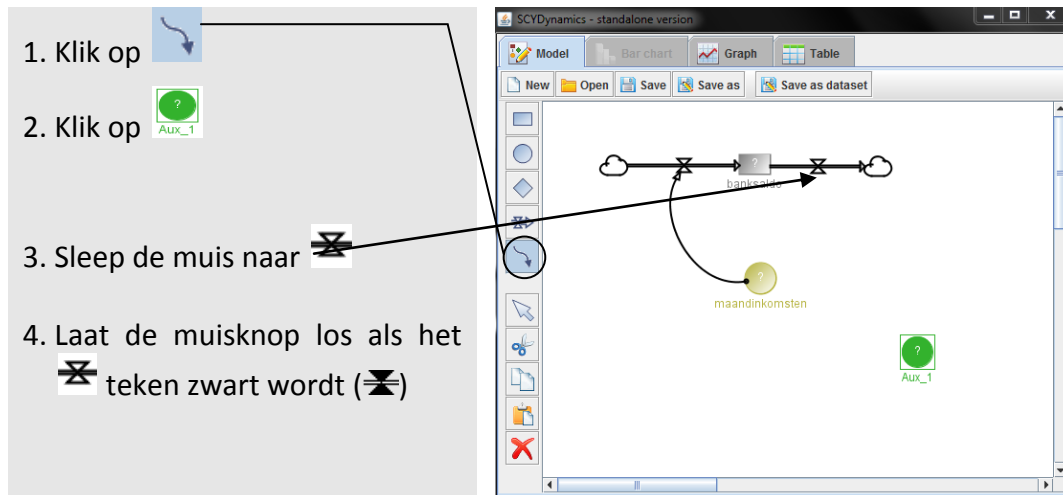 1. Klik op
2. Klik op
?
Aux_1
3. Sleep de muis naar
4. Laat de muisknop los als het
teken zwart wordt ( )
SCYDynamics - standalone version
Model Bar chart Graph Table
New Open Save Save as Save as dataset
?
banksaldo
?
maandinkomsten
?
Aux_1